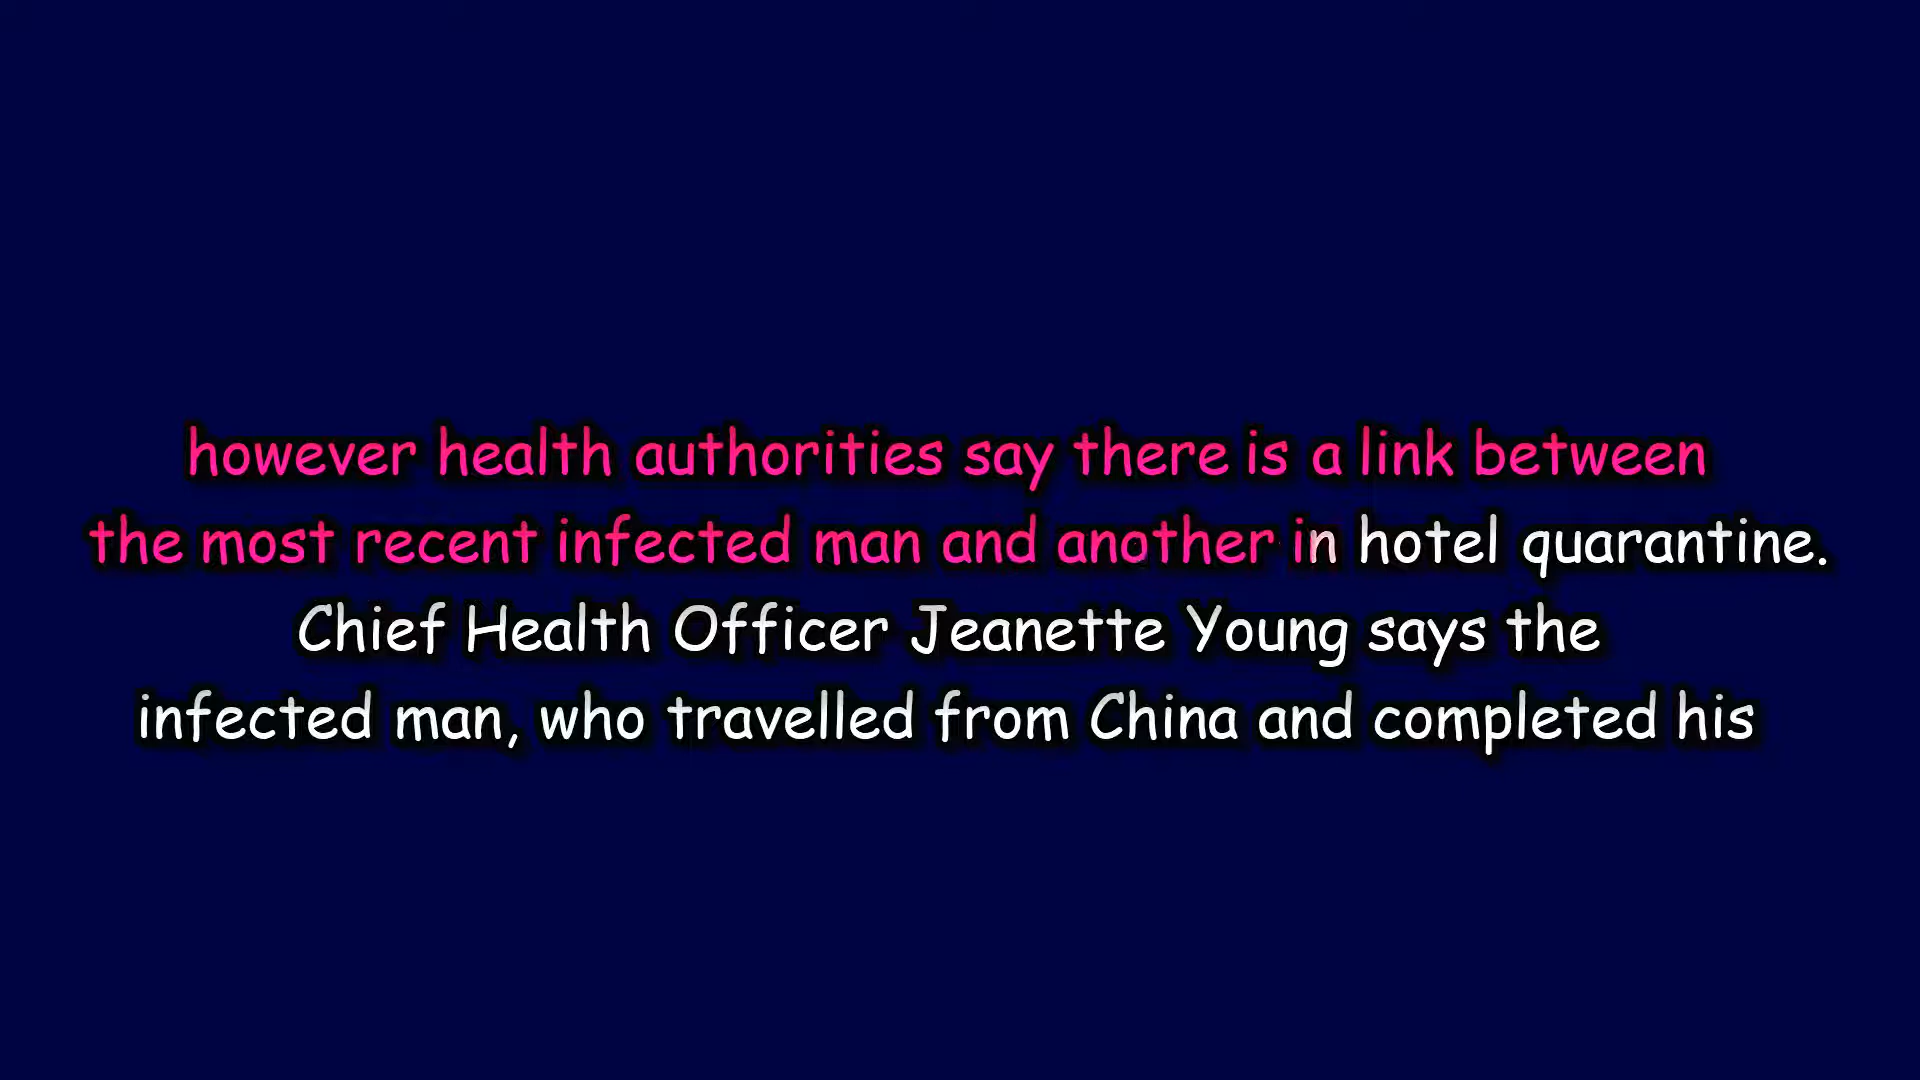 however health authorities say there is a link between
the most recent infected man and another in hotel quarantine.
Chief Health Officer Jeanette Young says the
infected man, who travelled from China and completed his